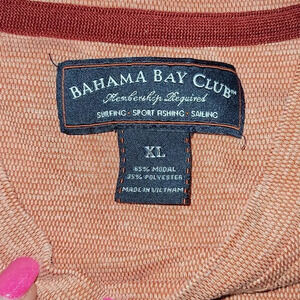 BAHAMA BAY CLUB
Membership Required
SURFING · SPORT FISHING · SAILING
XL
65% MODAL
35% POLYESTER
MADE IN VIETNAM